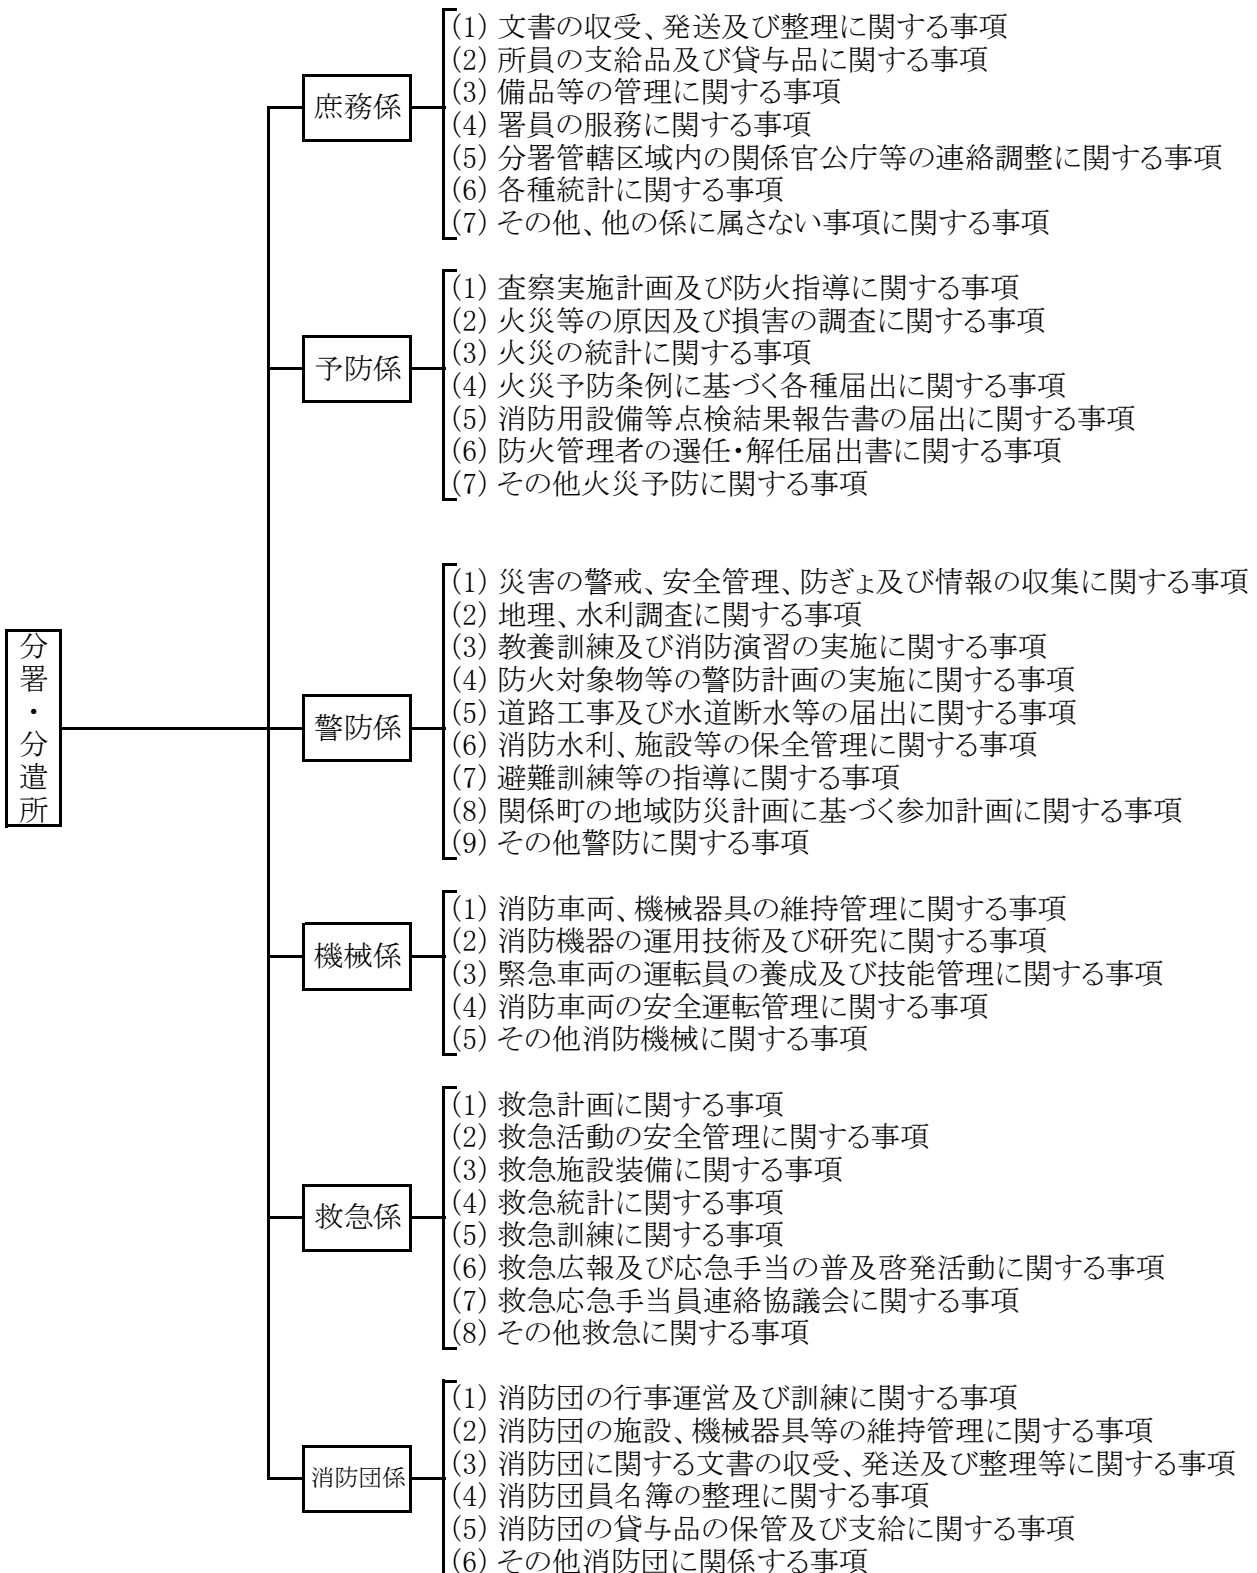 分署・分遣所
庶務係
(1) 文書の収受、発送及び整理に関する事項
(2) 所員の支給品及び貸与品に関する事項
(3) 備品等の管理に関する事項
(4) 署員の服務に関する事項
(5) 分署管轄区域内の関係官公庁等の連絡調整に関する事項
(6) 各種統計に関する事項
(7) その他、他の係に属さない事項に関する事項
予防係
(1) 査察実施計画及び防火指導に関する事項
(2) 火災等の原因及び損害の調査に関する事項
(3) 火災の統計に関する事項
(4) 火災予防条例に基づく各種届出に関する事項
(5) 消防用設備等点検結果報告書の届出に関する事項
(6) 防火管理者の選任・解任届出書に関する事項
(7) その他火災予防に関する事項
警防係
(1) 災害の警戒、安全管理、防ぎょ及び情報の収集に関する事項
(2) 地理、水利調査に関する事項
(3) 教養訓練及び消防演習の実施に関する事項
(4) 防火対象物等の警防計画の実施に関する事項
(5) 道路工事及び水道断水等の届出に関する事項
(6) 消防水利、施設等の保全管理に関する事項
(7) 避難訓練等の指導に関する事項
(8) 関係町の地域防災計画に基づく参加計画に関する事項
(9) その他警防に関する事項
機械係
(1) 消防車両、機械器具の維持管理に関する事項
(2) 消防機器の運用技術及び研究に関する事項
(3) 緊急車両の運転員の養成及び技能管理に関する事項
(4) 消防車両の安全運転管理に関する事項
(5) その他消防機械に関する事項
救急係
(1) 救急計画に関する事項
(2) 救急活動の安全管理に関する事項
(3) 救急施設装備に関する事項
(4) 救急統計に関する事項
(5) 救急訓練に関する事項
(6) 救急広報及び応急手当の普及啓発活動に関する事項
(7) 救急応急手当員連絡協議会に関する事項
(8) その他救急に関する事項
消防団係
(1) 消防団の行事運営及び訓練に関する事項
(2) 消防団の施設、機械器具等の維持管理に関する事項
(3) 消防団に関する文書の収受、発送及び整理等に関する事項
(4) 消防団員名簿の整理に関する事項
(5) 消防団の貸与品の保管及び支給に関する事項
(6) その他消防団に関係する事項